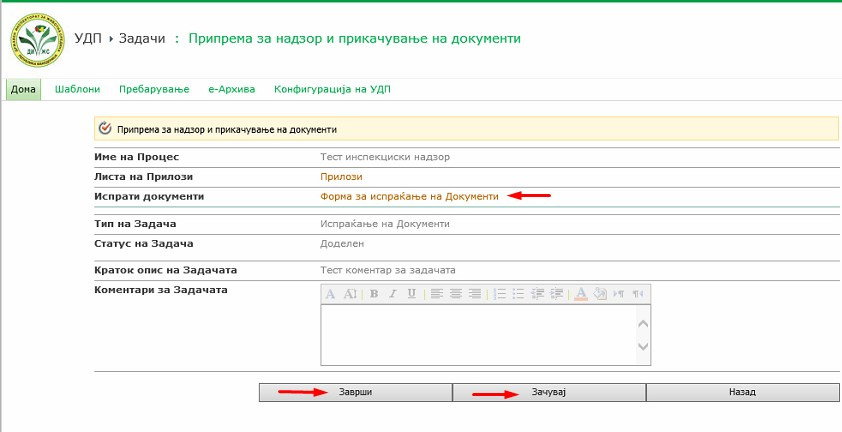 УДП ▸ Задачи : Припрема за надзор и прикачување на документи
Дома Шаблони Пребарување е-Архива Конфигурација на УДП
Припрема за надзор и прикачување на документи
Име на Процес Тест инспекциски надзор
Листа на Прилози Прилози
Испрати документи Форма за испраќање на Документи
Тип на Задача Испраќање на Документи
Статус на Задача Доделен
Краток опис на Задачата Тест коментар за задачата
Коментари за Задачата
A A B I U A
Заврши Зачувај Назад